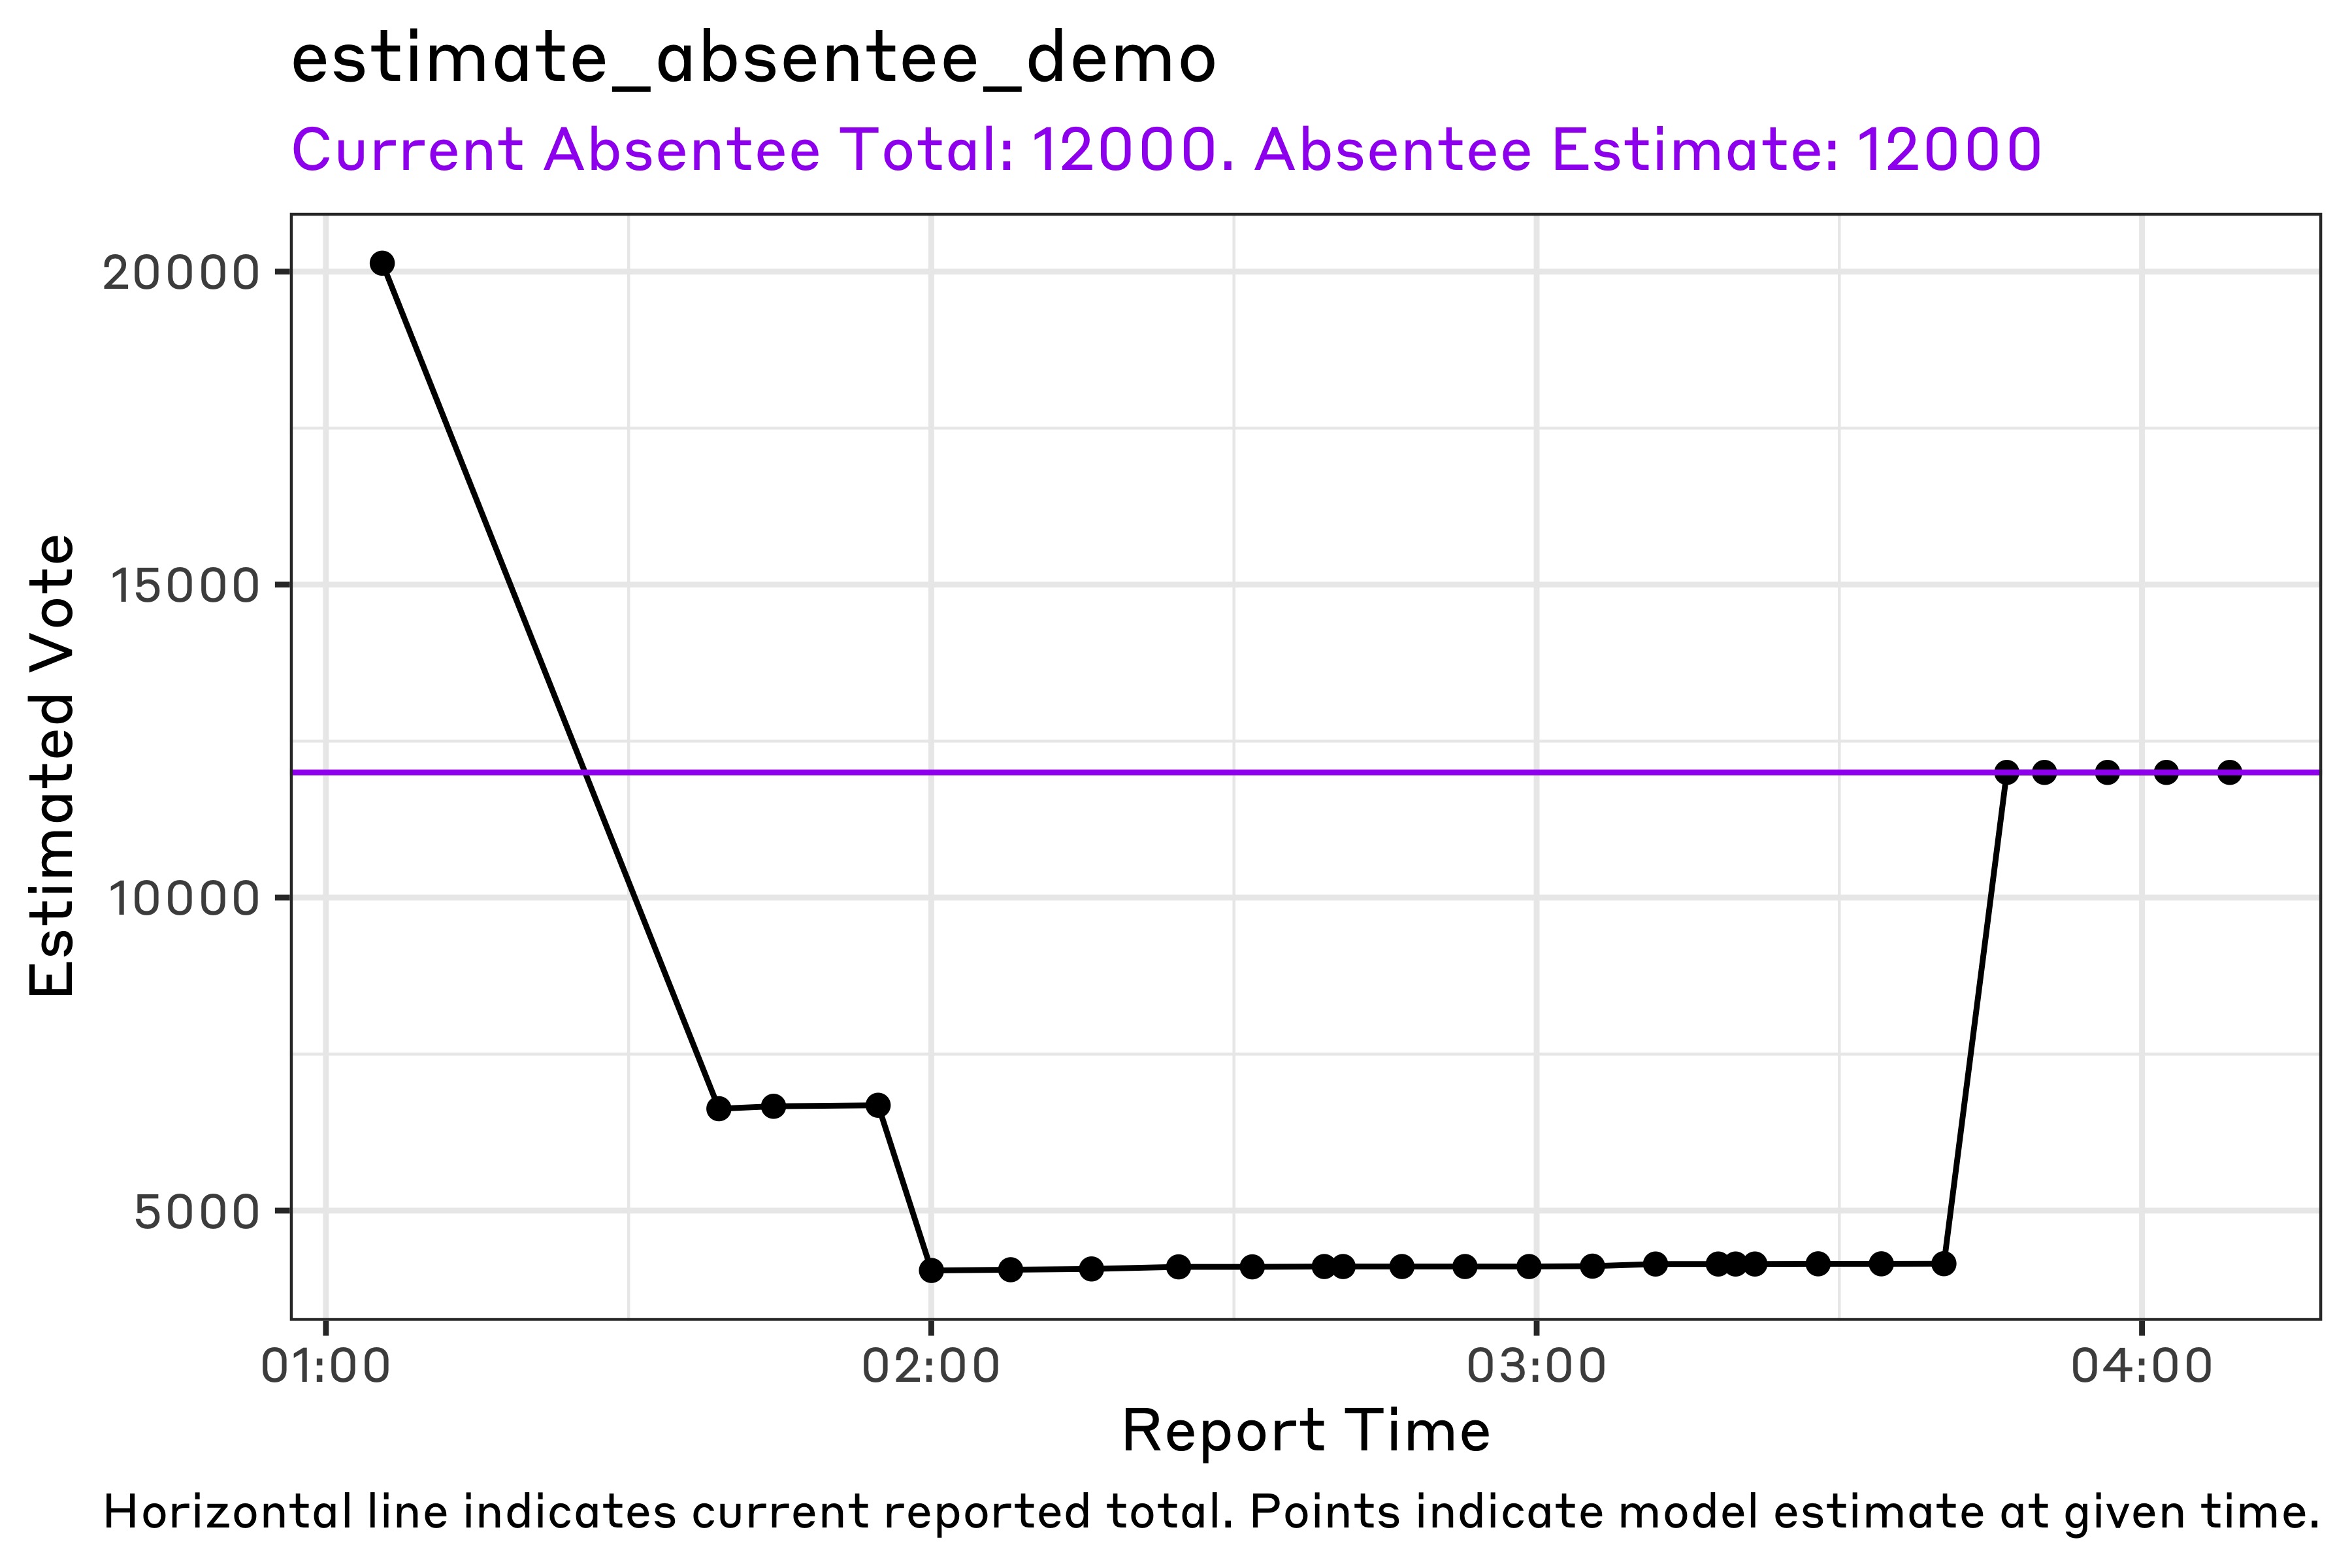 estimate_absentee_demo
Current Absentee Total: 12000. Absentee Estimate: 12000
Estimated Vote
20000
15000
10000
5000
01:00 02:00 03:00 04:00
Report Time
Horizontal line indicates current reported total. Points indicate model estimate at given time.